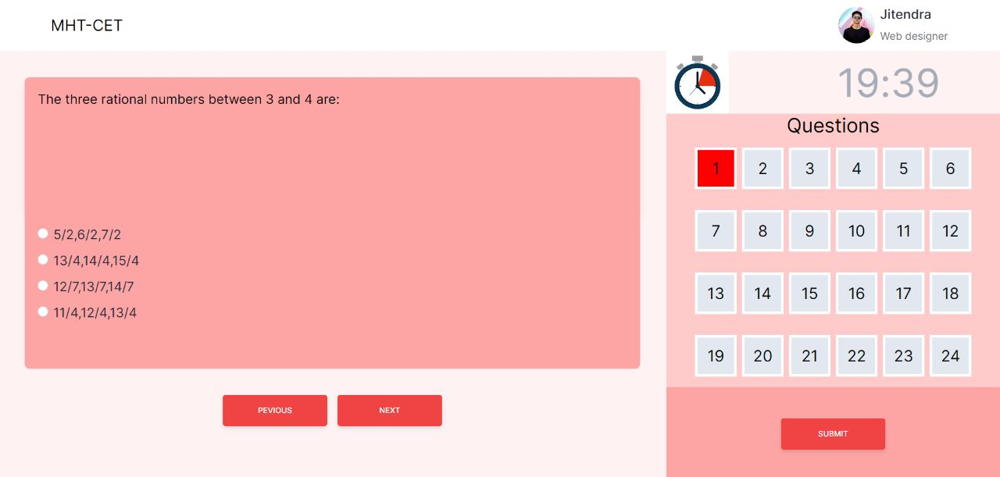 MHT-CET
Jitendra
Web designer
The three rational numbers between 3 and 4 are:
5/2,6/2,7/2
13/4,14/4,15/4
12/7,13/7,14/7
11/4,12/4,13/4
PEVIOUS
NEXT
19:39
Questions
1 2 3 4 5 6
7 8 9 10 11 12
13 14 15 16 17 18
19 20 21 22 23 24
SUBMIT